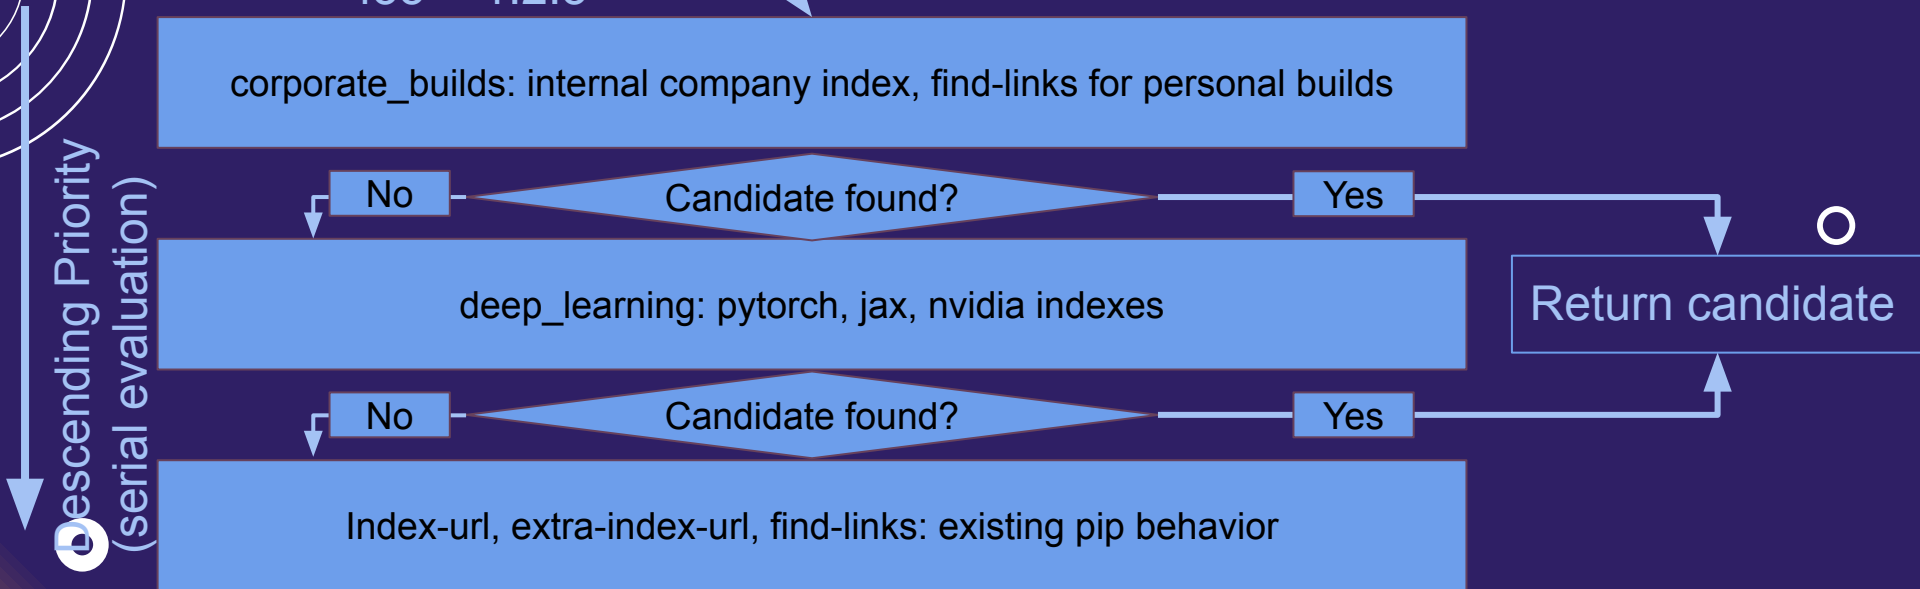 corporate_builds: internal company index, find-links for personal builds
No
Candidate found?
Yes
deep_learning: pytorch, jax, nvidia indexes
Return candidate
No
Candidate found?
Yes
Index-url, extra-index-url, find-links: existing pip behavior
Descending Priority
(serial evaluation)